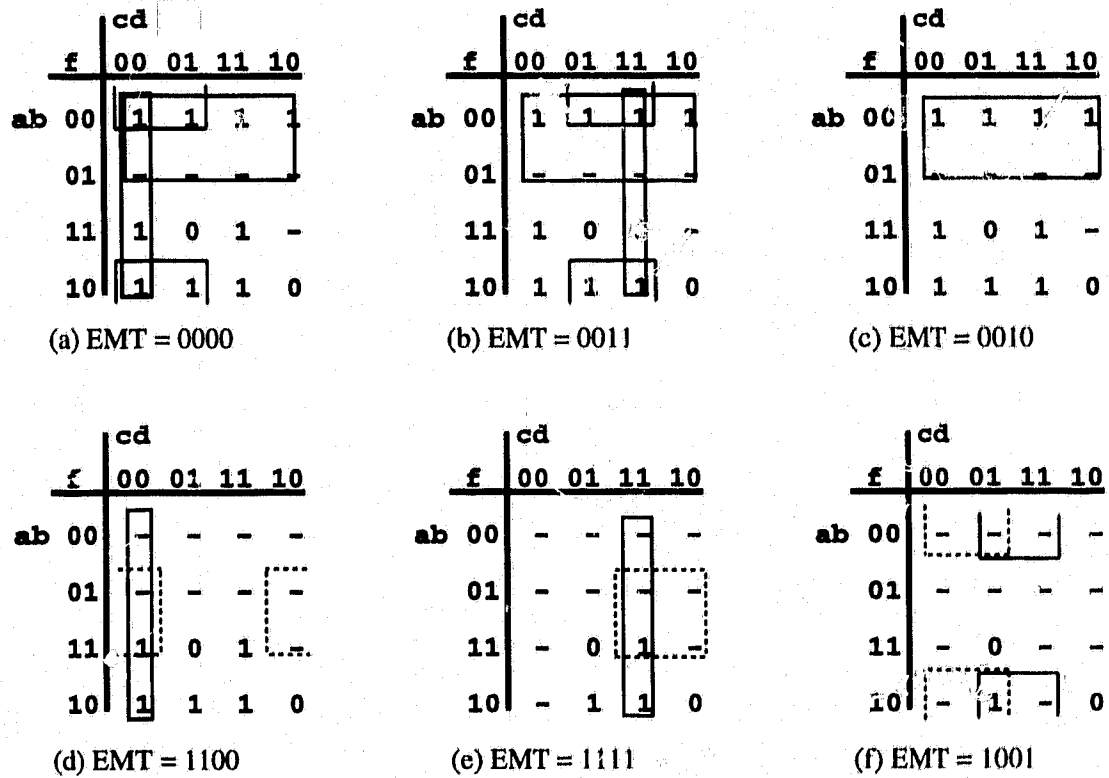 cd
f 00 01 11 10
ab 00 1 1 1 1
01 - - - -
11 1 0 1 -
10 1 1 1 0
(a) EMT = 0000
cd
f 00 01 11 10
ab 00 1 1 1 1
01 - - - -
11 1 0 -
10 1 1 1 0
(b) EMT = 0011
cd
f 00 01 11 10
ab 00 1 1 1 1
01 - - - -
11 1 0 1 -
10 1 1 1 0
(c) EMT = 0010
cd
f 00 01 11 10
ab 00 - - - -
01 - - - -
11 1 0 1 -
10 1 1 1 0
(d) EMT = 1100
cd
f 00 01 11 10
ab 00 - - - -
01 - - - -
11 - 0 1 -
10 - 1 1 0
(e) EMT = 1111
cd
f 00 01 11 10
ab 00 - - - -
01 - - - -
11 - 0 - -
10 - 1 - 0
(f) EMT = 1001